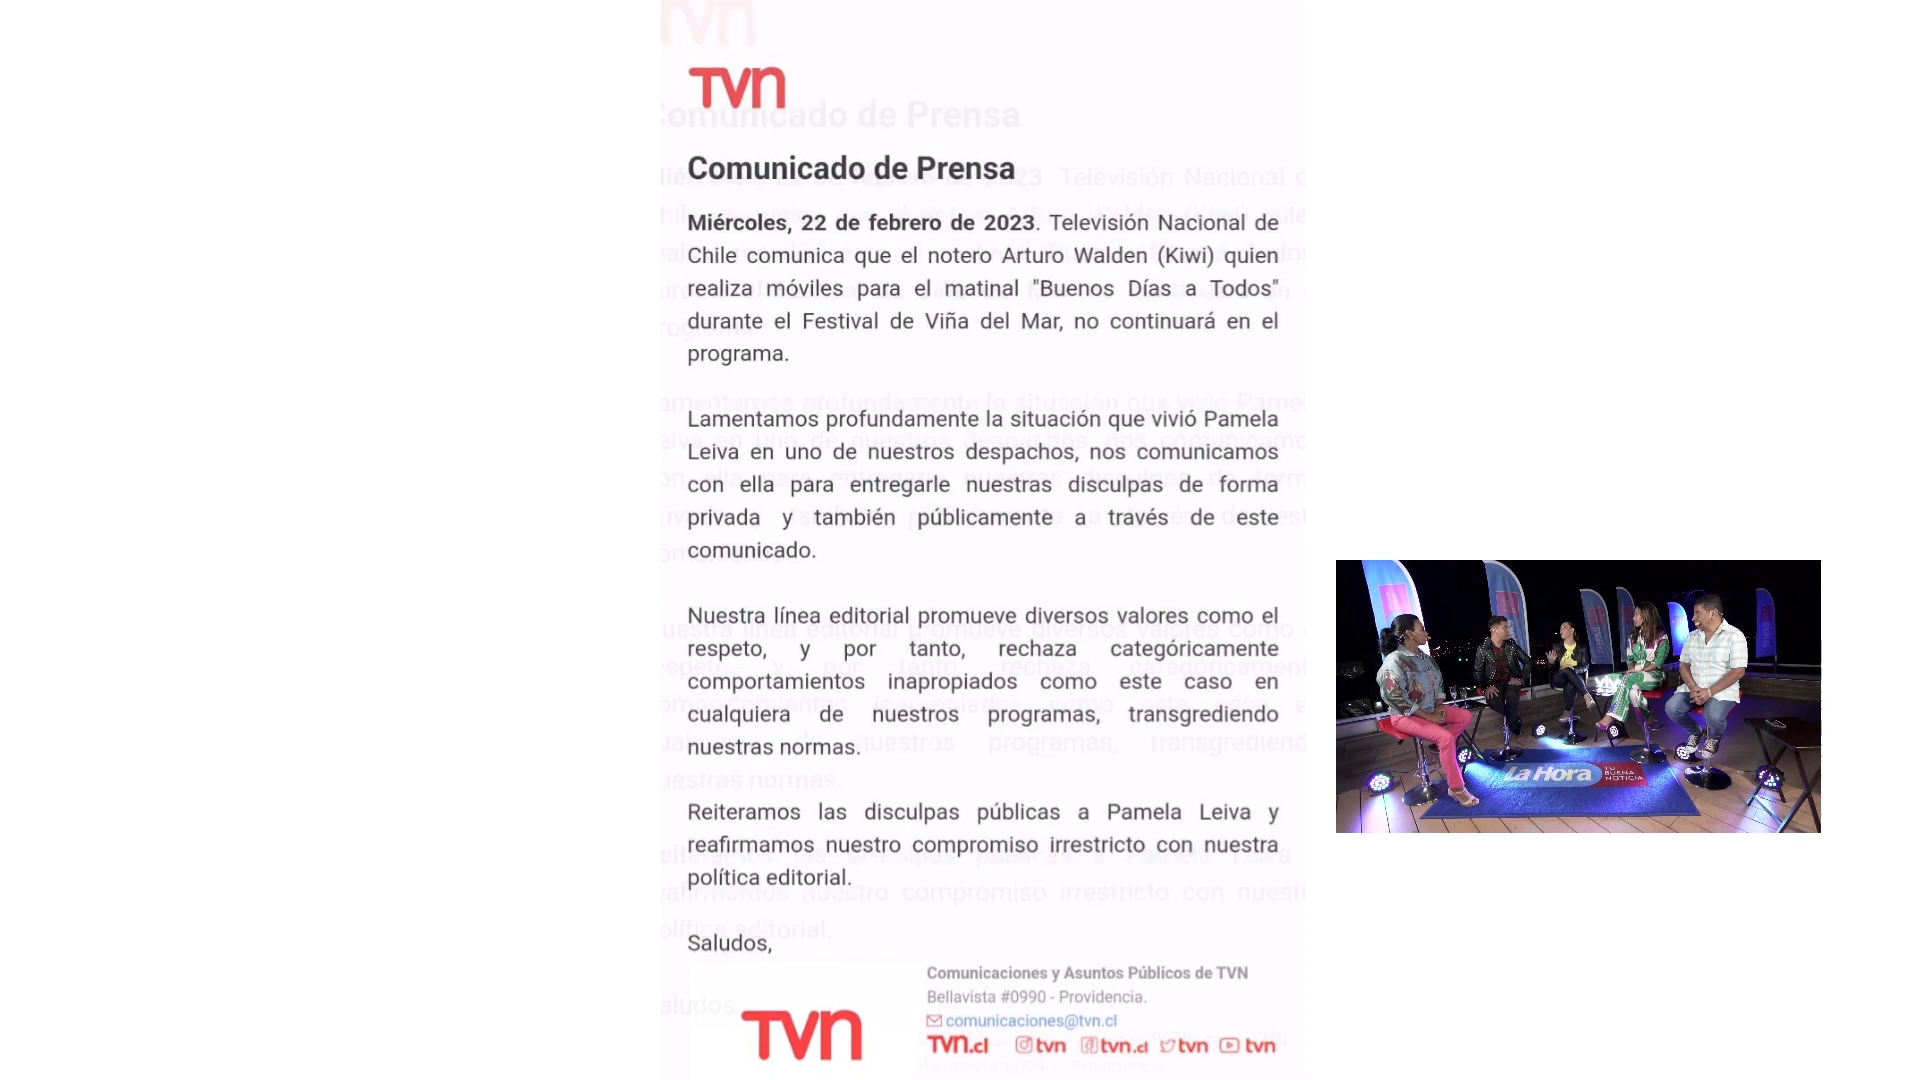 TVN
Comunicado de Prensa
Miércoles, 22 de febrero de 2023. Televisión Nacional de
Chile comunica que el notero Arturo Walden (Kiwi) quien
realiza móviles para el matinal "Buenos Días a Todos"
durante el Festival de Viña del Mar, no continuará en el
programa.
Lamentamos profundamente la situación que vivió Pamela
Leiva en uno de nuestros despachos, nos comunicamos
con ella para entregarle nuestras disculpas de forma
privada y también públicamente a través de este
comunicado.
Nuestra línea editorial promueve diversos valores como el
respeto, y por tanto, rechaza categóricamente
comportamientos inapropiados como este caso en
cualquiera de nuestros programas, transgrediendo
nuestras normas.
Reiteramos las disculpas públicas a Pamela Leiva y
reafirmamos nuestro compromiso irrestricto con nuestra
política editorial.
Saludos,
TVN
Comunicaciones y Asuntos Públicos de TVN
Bellavista #0990 - Providencia.
comunicaciones@tvn.cl
TVN.cl tvn tvn.cl tvn tvn
La Hora TU BUENA NOTICIA